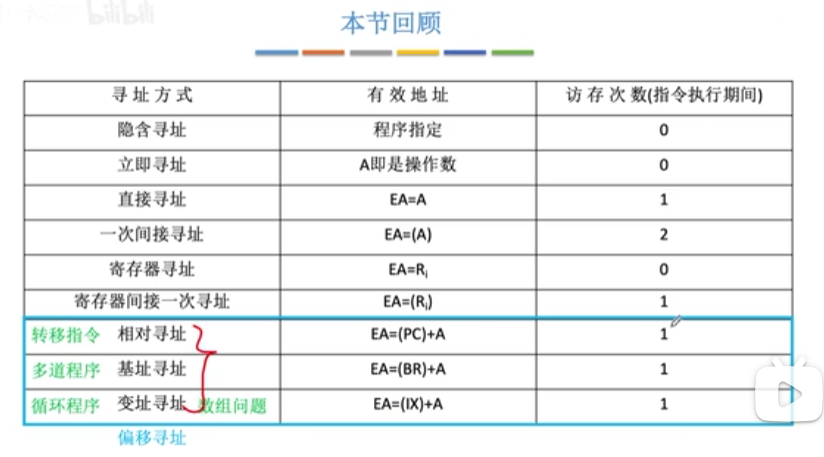 bilibili
本节回顾
寻址方式 有效地址 访存次数(指令执行期间)
隐含寻址 程序指定 0
立即寻址 A即是操作数 0
直接寻址 EA=A 1
一次间接寻址 EA=(A) 2
寄存器寻址 EA=Ri 0
寄存器间接一次寻址 EA=(Ri) 1
转移指令 相对寻址 EA=(PC)+A 1
多道程序 基址寻址 EA=(BR)+A 1
循环程序 变址寻址 数组问题 EA=(IX)+A 1
偏移寻址